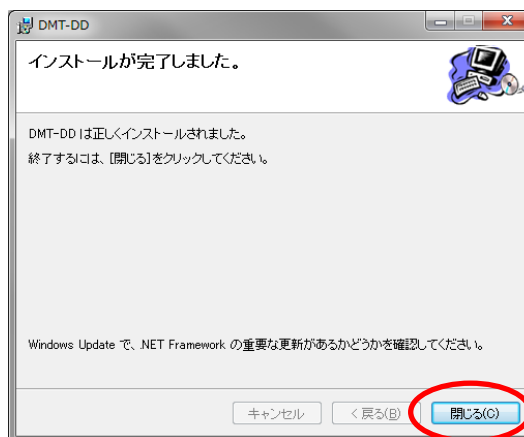 DMT-DD
インストールが完了しました。
DMT-DD は正しくインストールされました。
終了するには、[閉じる]をクリックしてください。
Windows Update で、.NET Framework の重要な更新があるかどうかを確認してください。
キャンセル
< 戻る(B)
閉じる(C)